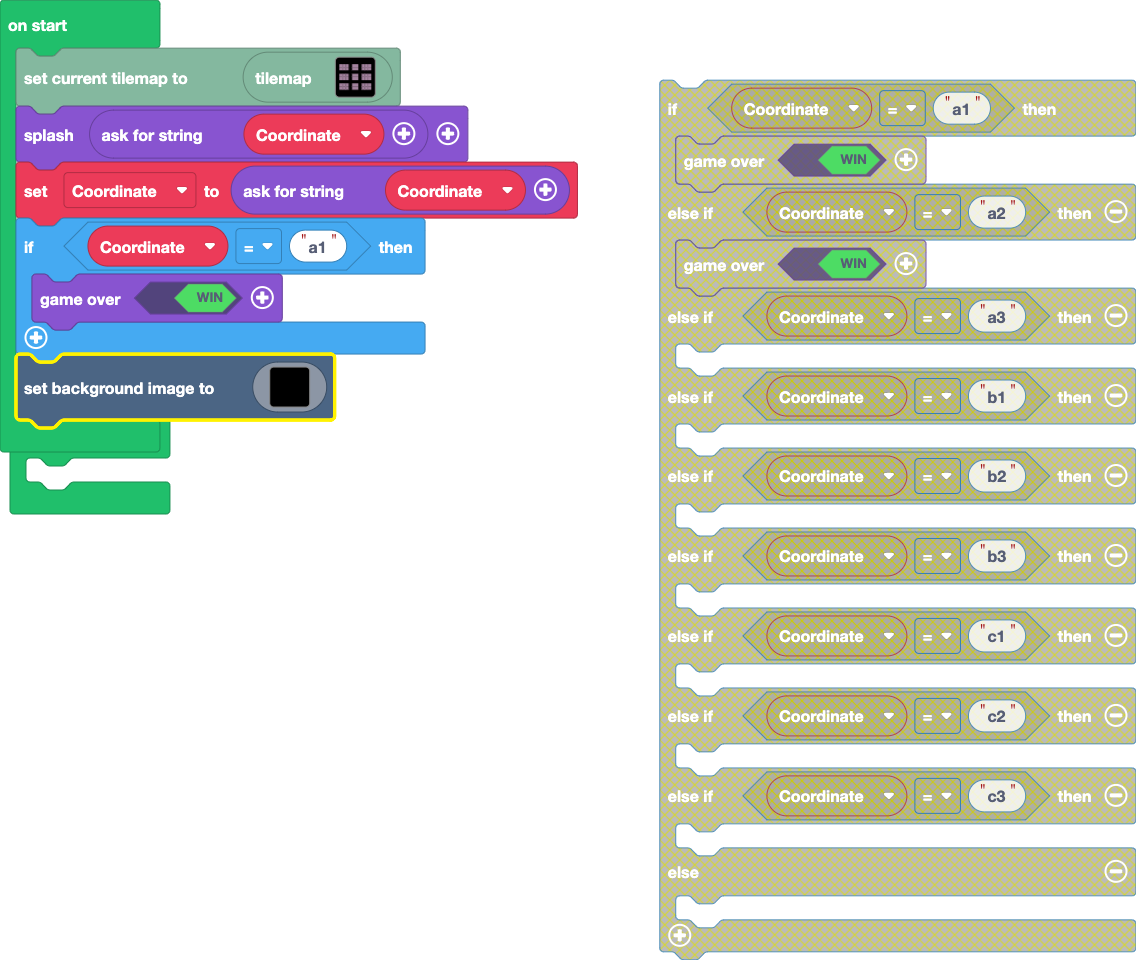 on start
set current tilemap to tilemap
splash ask for string Coordinate
set Coordinate to ask for string Coordinate
if Coordinate = "a1" then
game over WIN
set background image to
if Coordinate = "a1" then
game over WIN
else if Coordinate = "a2" then
game over WIN
else if Coordinate = "a3" then
else if Coordinate = "b1" then
else if Coordinate = "b2" then
else if Coordinate = "b3" then
else if Coordinate = "c1" then
else if Coordinate = "c2" then
else if Coordinate = "c3" then
else